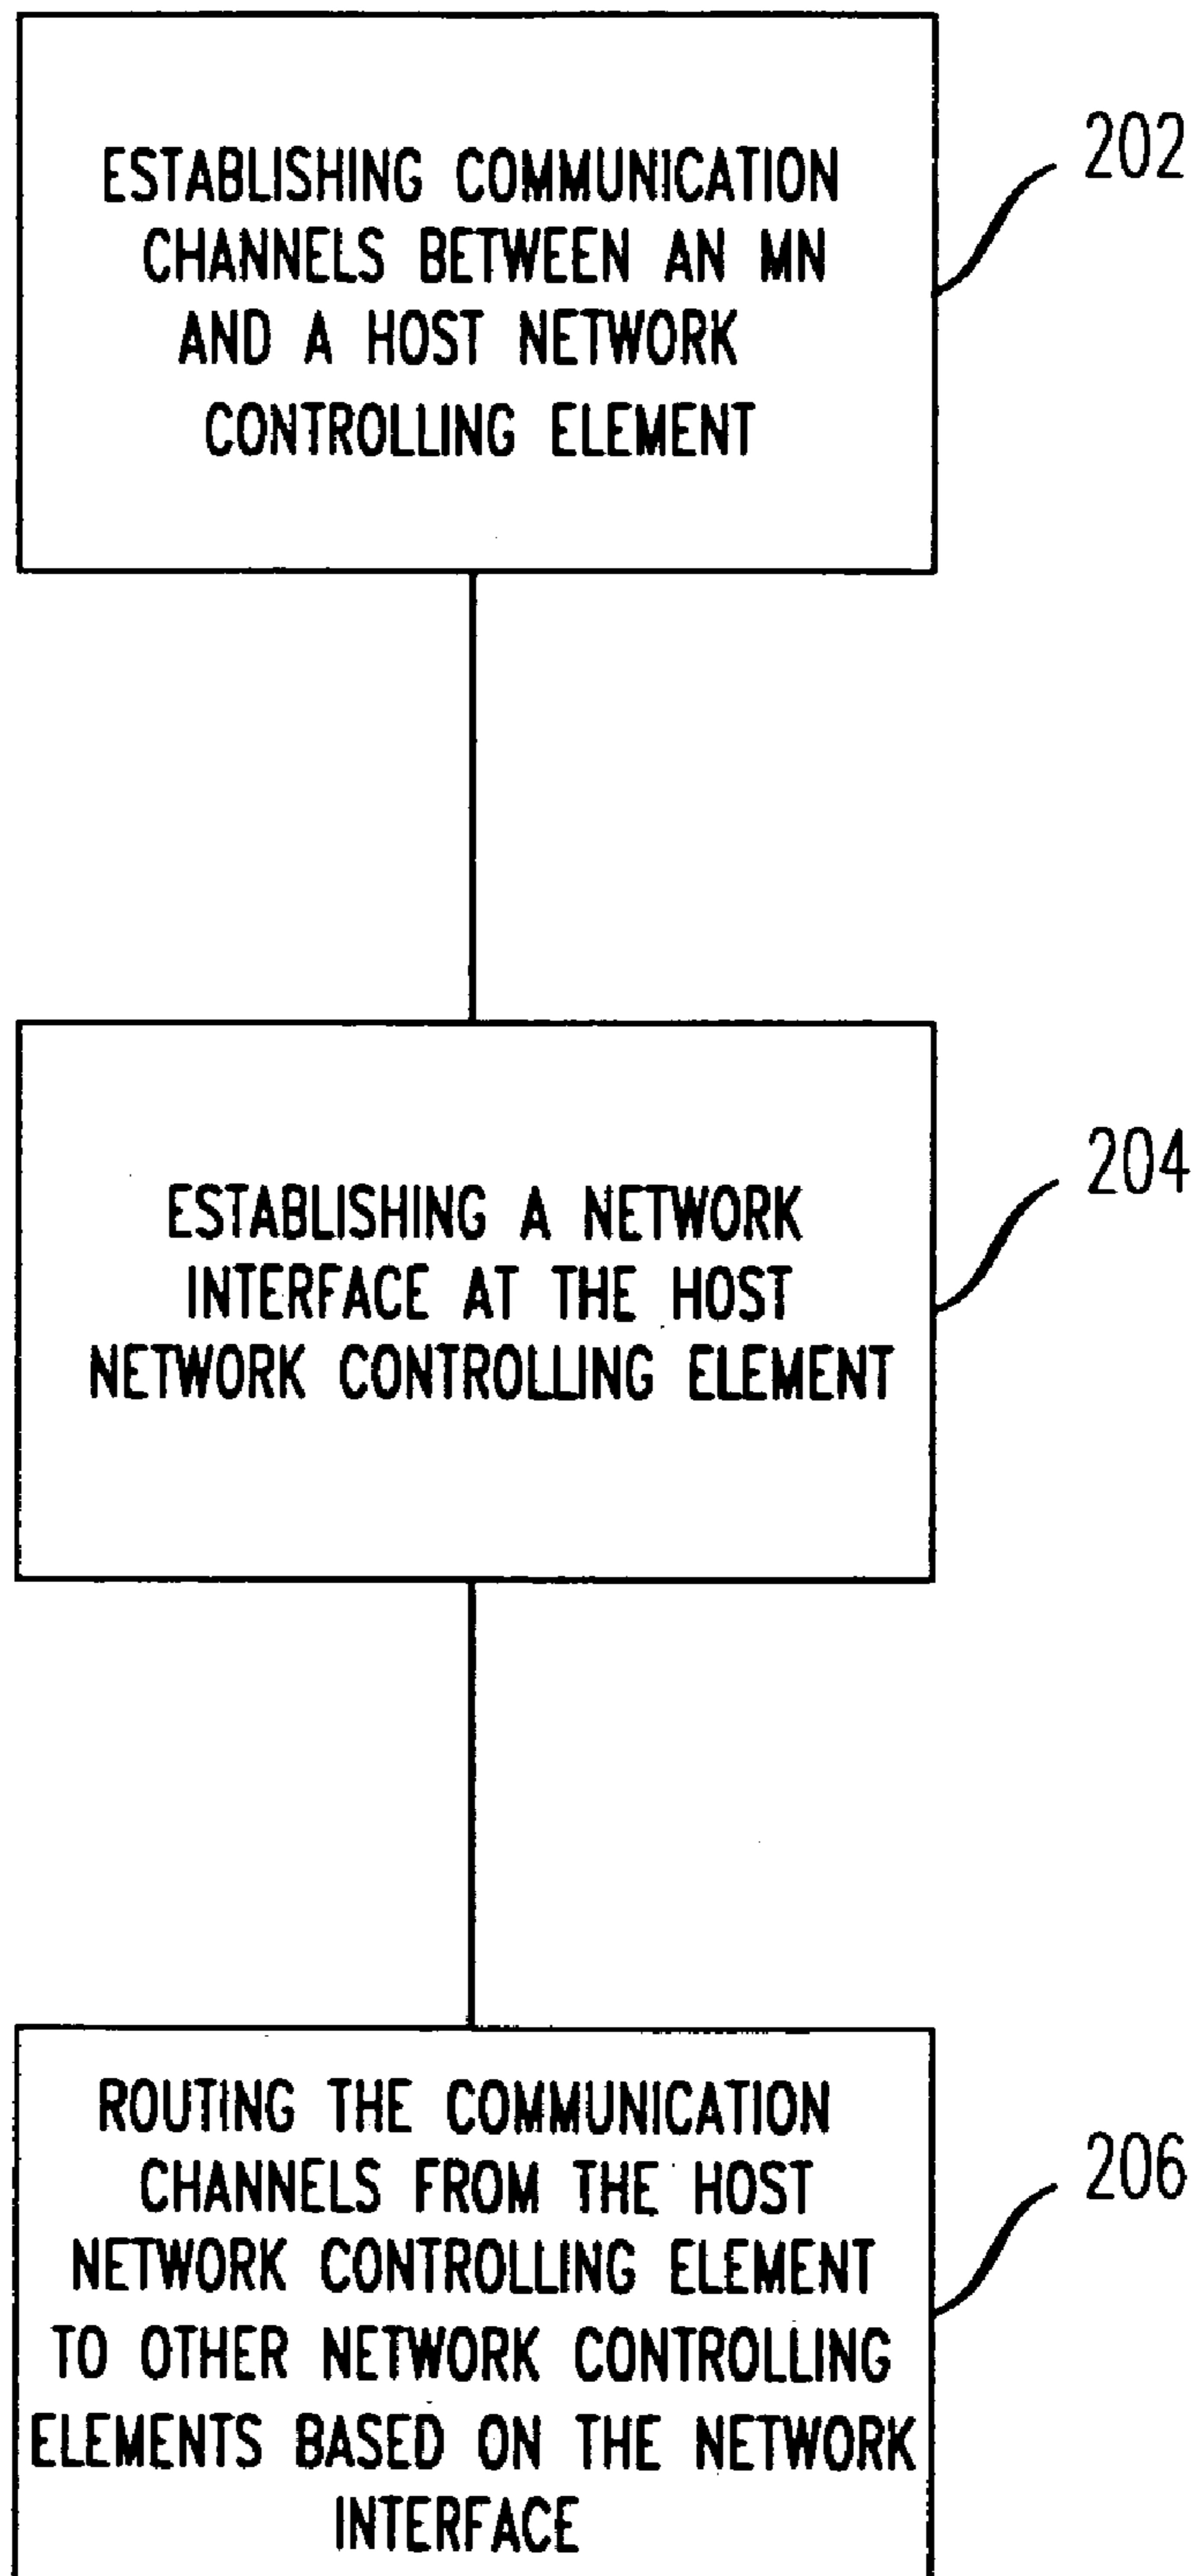 ESTABLISHING COMMUNICATION
CHANNELS BETWEEN AN MN
AND A HOST NETWORK
CONTROLLING ELEMENT
202
ESTABLISHING A NETWORK
INTERFACE AT THE HOST
NETWORK CONTROLLING ELEMENT
204
ROUTING THE COMMUNICATION
CHANNELS FROM THE HOST
NETWORK CONTROLLING ELEMENT
TO OTHER NETWORK CONTROLLING
ELEMENTS BASED ON THE NETWORK
INTERFACE
206